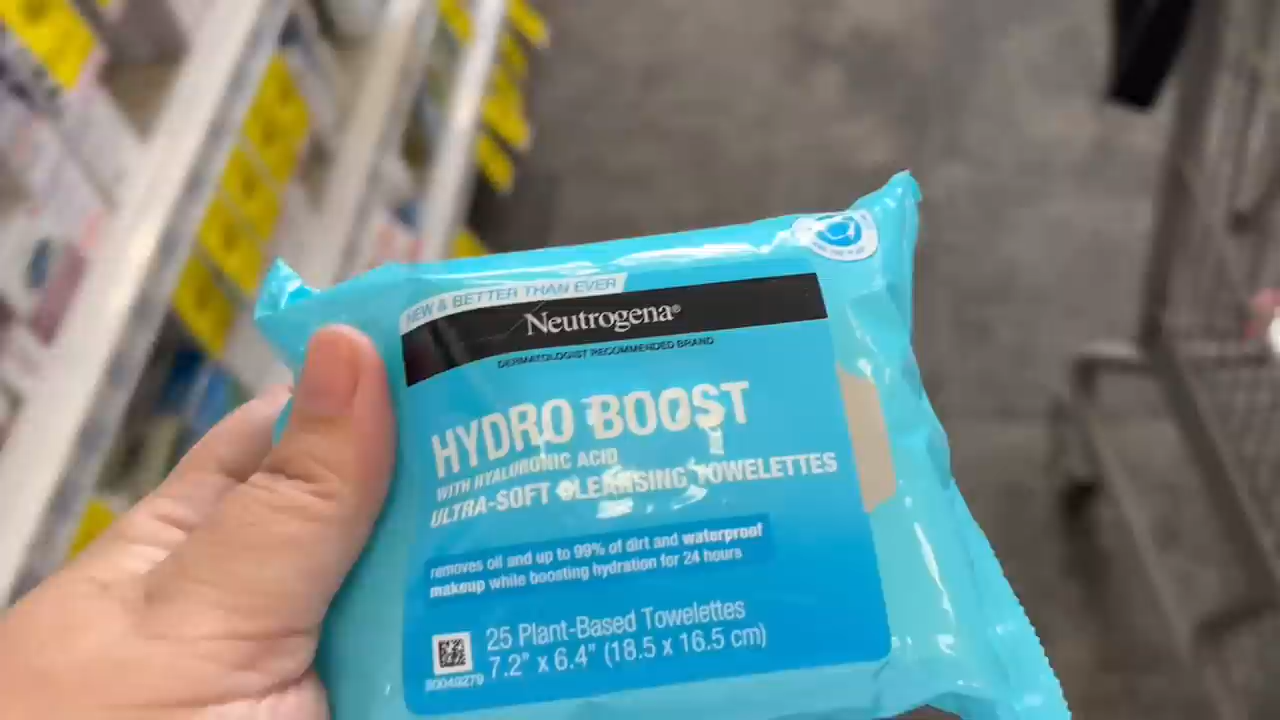 NEW & BETTER THAN EVER
Neutrogena®
DERMATOLOGIST RECOMMENDED BRAND
HYDRO BOOST
WITH HYALURONIC ACID
ULTRA-SOFT CLEANSING TOWELETTES
removes oil and up to 99% of dirt and waterproof
makeup while boosting hydration for 24 hours
25 Plant-Based Towelettes
7.2" x 6.4" (18.5 x 16.5 cm)
80049279